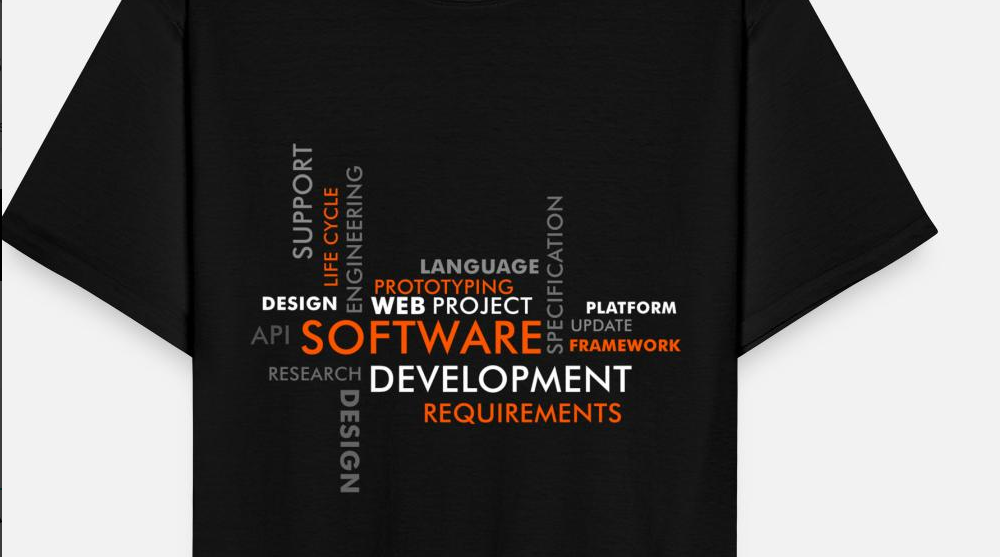 SUPPORT
LIFE CYCLE
ENGINEERING
SPECIFICATION
LANGUAGE
PROTOTYPING
DESIGN
WEB PROJECT
PLATFORM
API
SOFTWARE
UPDATE
FRAMEWORK
RESEARCH
DEVELOPMENT
DESIGN
REQUIREMENTS